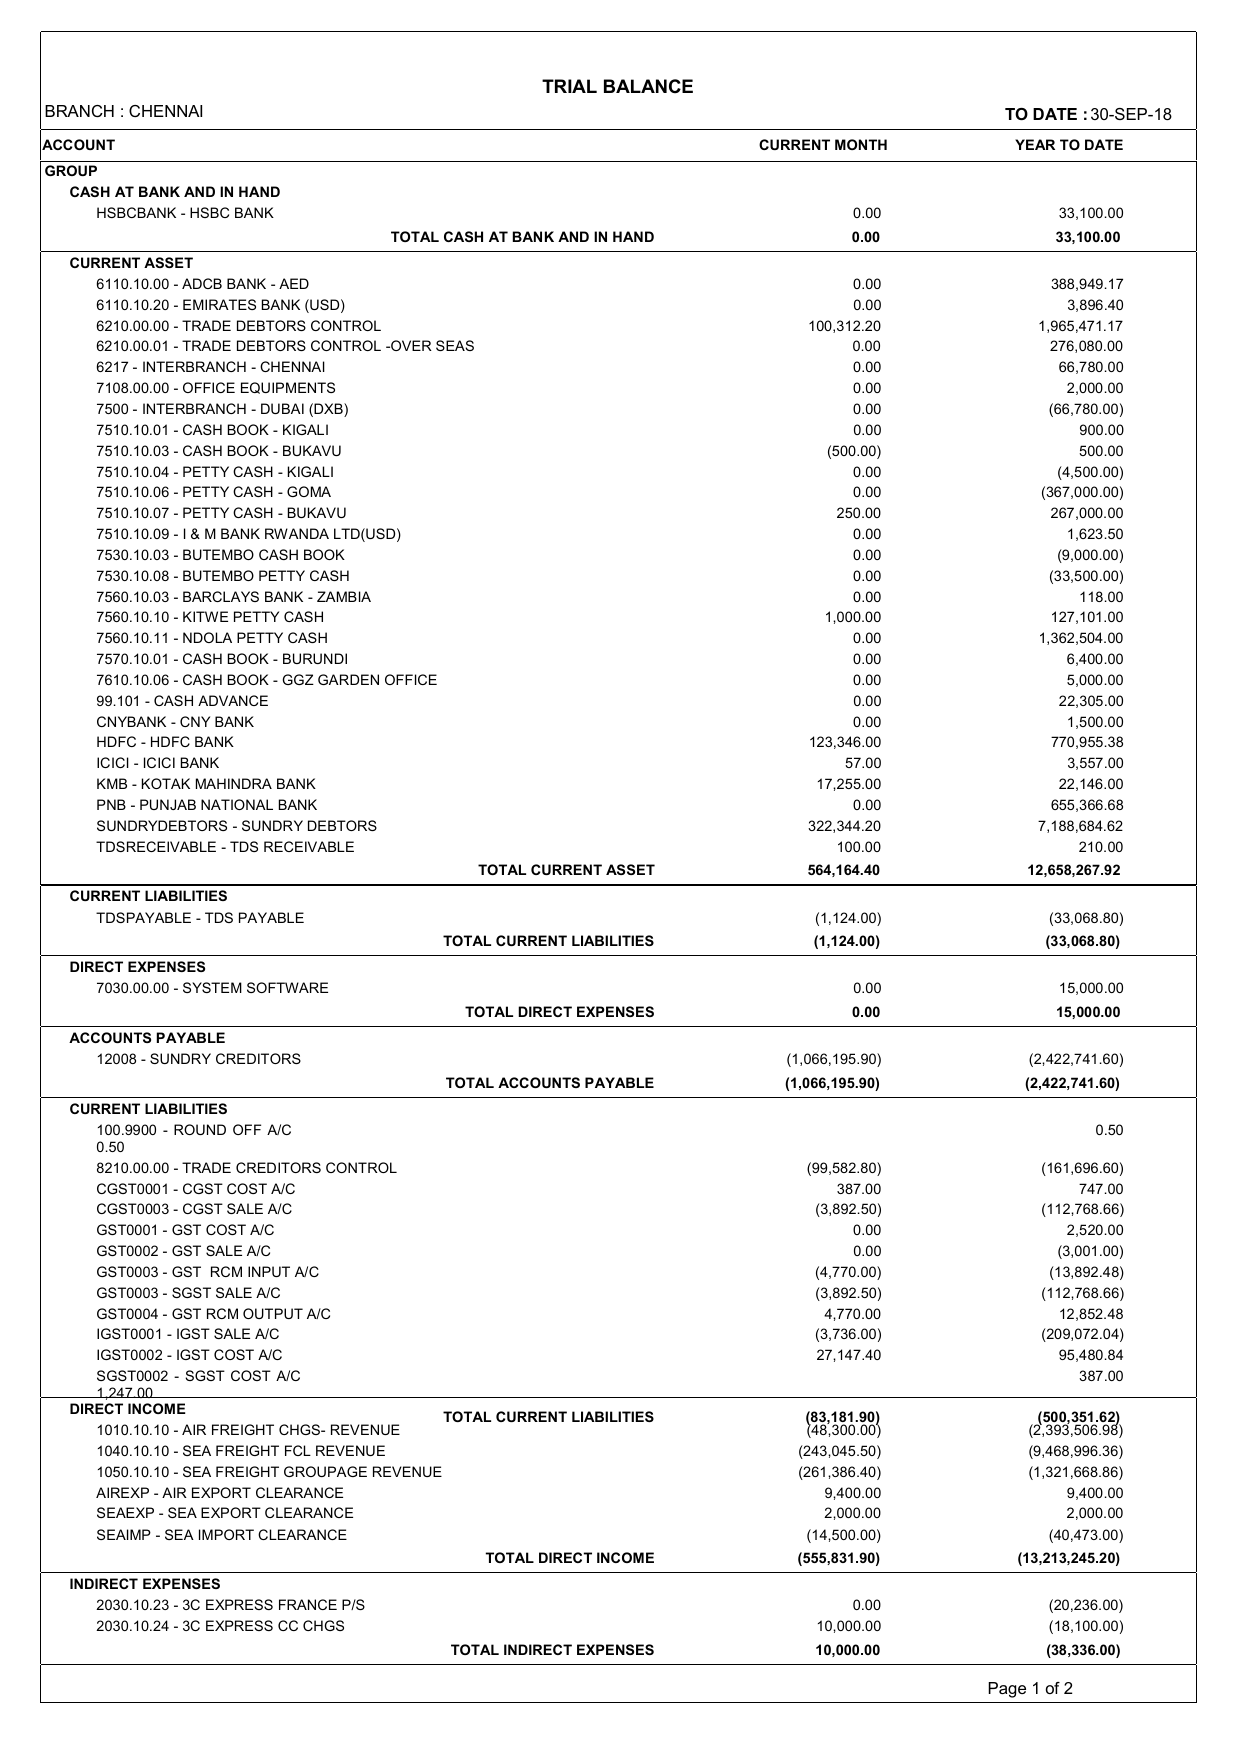 TRIAL BALANCE
BRANCH : CHENNAI
TO DATE : 30-SEP-18
ACCOUNT CURRENT MONTH YEAR TO DATE
GROUP
CASH AT BANK AND IN HAND
HSBCBANK - HSBC BANK 0.00 33,100.00
TOTAL CASH AT BANK AND IN HAND 0.00 33,100.00
CURRENT ASSET
6110.10.00 - ADCB BANK - AED 0.00 388,949.17
6110.10.20 - EMIRATES BANK (USD) 0.00 3,896.40
6210.00.00 - TRADE DEBTORS CONTROL 100,312.20 1,965,471.17
6210.00.01 - TRADE DEBTORS CONTROL -OVER SEAS 0.00 276,080.00
6217 - INTERBRANCH - CHENNAI 0.00 66,780.00
7108.00.00 - OFFICE EQUIPMENTS 0.00 2,000.00
7500 - INTERBRANCH - DUBAI (DXB) 0.00 (66,780.00)
7510.10.01 - CASH BOOK - KIGALI 0.00 900.00
7510.10.03 - CASH BOOK - BUKAVU (500.00) 500.00
7510.10.04 - PETTY CASH - KIGALI 0.00 (4,500.00)
7510.10.06 - PETTY CASH - GOMA 0.00 (367,000.00)
7510.10.07 - PETTY CASH - BUKAVU 250.00 267,000.00
7510.10.09 - I & M BANK RWANDA LTD(USD) 0.00 1,623.50
7530.10.03 - BUTEMBO CASH BOOK 0.00 (9,000.00)
7530.10.08 - BUTEMBO PETTY CASH 0.00 (33,500.00)
7560.10.03 - BARCLAYS BANK - ZAMBIA 0.00 118.00
7560.10.10 - KITWE PETTY CASH 1,000.00 127,101.00
7560.10.11 - NDOLA PETTY CASH 0.00 1,362,504.00
7570.10.01 - CASH BOOK - BURUNDI 0.00 6,400.00
7610.10.06 - CASH BOOK - GGZ GARDEN OFFICE 0.00 5,000.00
99.101 - CASH ADVANCE 0.00 22,305.00
CNYBANK - CNY BANK 0.00 1,500.00
HDFC - HDFC BANK 123,346.00 770,955.38
ICICI - ICICI BANK 57.00 3,557.00
KMB - KOTAK MAHINDRA BANK 17,255.00 22,146.00
PNB - PUNJAB NATIONAL BANK 0.00 655,366.68
SUNDRYDEBTORS - SUNDRY DEBTORS 322,344.20 7,188,684.62
TDSRECEIVABLE - TDS RECEIVABLE 100.00 210.00
TOTAL CURRENT ASSET 564,164.40 12,658,267.92
CURRENT LIABILITIES
TDSPAYABLE - TDS PAYABLE (1,124.00) (33,068.80)
TOTAL CURRENT LIABILITIES (1,124.00) (33,068.80)
DIRECT EXPENSES
7030.00.00 - SYSTEM SOFTWARE 0.00 15,000.00
TOTAL DIRECT EXPENSES 0.00 15,000.00
ACCOUNTS PAYABLE
12008 - SUNDRY CREDITORS (1,066,195.90) (2,422,741.60)
TOTAL ACCOUNTS PAYABLE (1,066,195.90) (2,422,741.60)
CURRENT LIABILITIES
100.9900 - ROUND OFF A/C 0.50
0.50
8210.00.00 - TRADE CREDITORS CONTROL (99,582.80) (161,696.60)
CGST0001 - CGST COST A/C 387.00 747.00
CGST0003 - CGST SALE A/C (3,892.50) (112,768.66)
GST0001 - GST COST A/C 0.00 2,520.00
GST0002 - GST SALE A/C 0.00 (3,001.00)
GST0003 - GST RCM INPUT A/C (4,770.00) (13,892.48)
GST0003 - SGST SALE A/C (3,892.50) (112,768.66)
GST0004 - GST RCM OUTPUT A/C 4,770.00 12,852.48
IGST0001 - IGST SALE A/C (3,736.00) (209,072.04)
IGST0002 - IGST COST A/C 27,147.40 95,480.84
SGST0002 - SGST COST A/C 387.00
1,247.00
DIRECT INCOME
TOTAL CURRENT LIABILITIES (83,181.90) (500,351.62)
1010.10.10 - AIR FREIGHT CHGS- REVENUE (48,300.00) (2,393,506.98)
1040.10.10 - SEA FREIGHT FCL REVENUE (243,045.50) (9,468,996.36)
1050.10.10 - SEA FREIGHT GROUPAGE REVENUE (261,386.40) (1,321,668.86)
AIREXP - AIR EXPORT CLEARANCE 9,400.00 9,400.00
SEAEXP - SEA EXPORT CLEARANCE 2,000.00 2,000.00
SEAIMP - SEA IMPORT CLEARANCE (14,500.00) (40,473.00)
TOTAL DIRECT INCOME (555,831.90) (13,213,245.20)
INDIRECT EXPENSES
2030.10.23 - 3C EXPRESS FRANCE P/S 0.00 (20,236.00)
2030.10.24 - 3C EXPRESS CC CHGS 10,000.00 (18,100.00)
TOTAL INDIRECT EXPENSES 10,000.00 (38,336.00)
Page 1 of 2